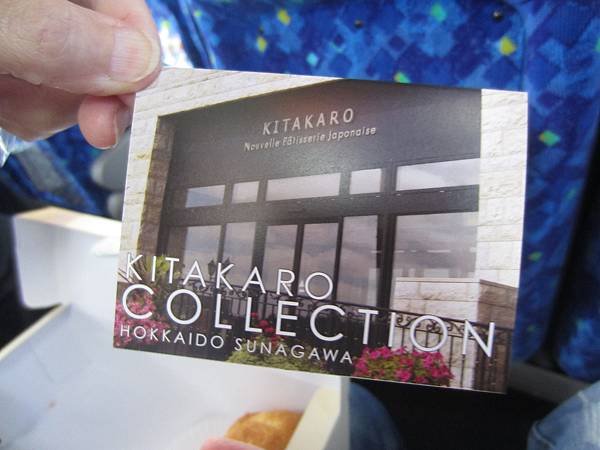 KITAKARO
Nouvelle Pâtisserie Japonaise
KITAKARO
COLLECTION
HOKKAIDO SUNAGAWA